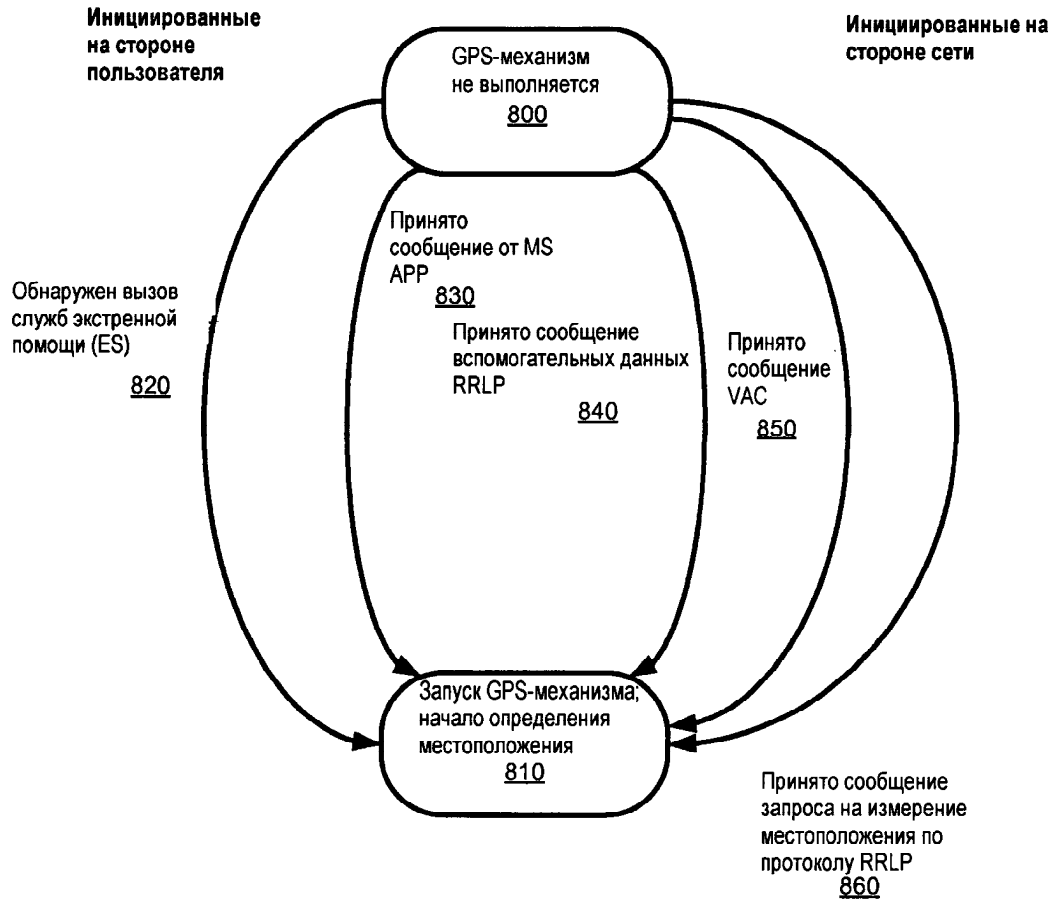 Инициированные
на стороне
пользователя
Инициированные на
стороне сети
GPS-механизм
не выполняется
800
Принято
сообщение от MS
APP
830
Обнаружен вызов
служб экстренной
помощи (ES)
820
Принято сообщение
вспомогательных данных
RRLP
840
Принято
сообщение
VAC
850
Запуск GPS-механизма;
начало определения
местоположения
810
Принято сообщение
запроса на измерение
местоположения по
протоколу RRLP
860